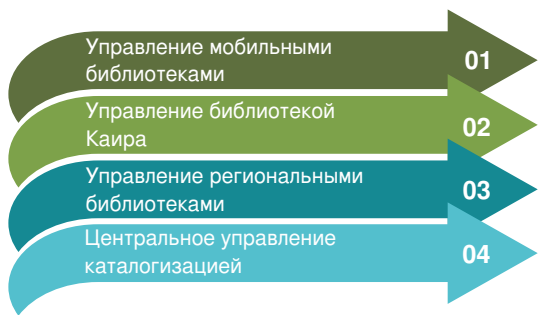 Управление мобильными
библиотеками
01
Управление библиотекой
Каира
02
Управление региональными
библиотеками
03
Центральное управление
каталогизацией
04